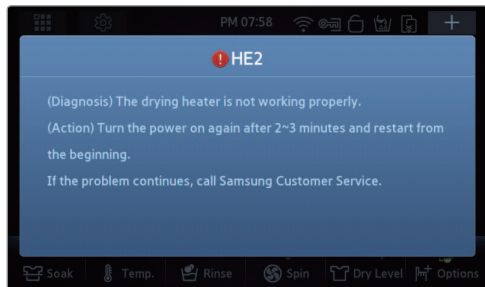 PM 07:58
HE2
(Diagnosis) The drying heater is not working properly.
(Action) Turn the power on again after 2~3 minutes and restart from
the beginning.
If the problem continues, call Samsung Customer Service.
Soak Temp. Rinse Spin Dry Level Options